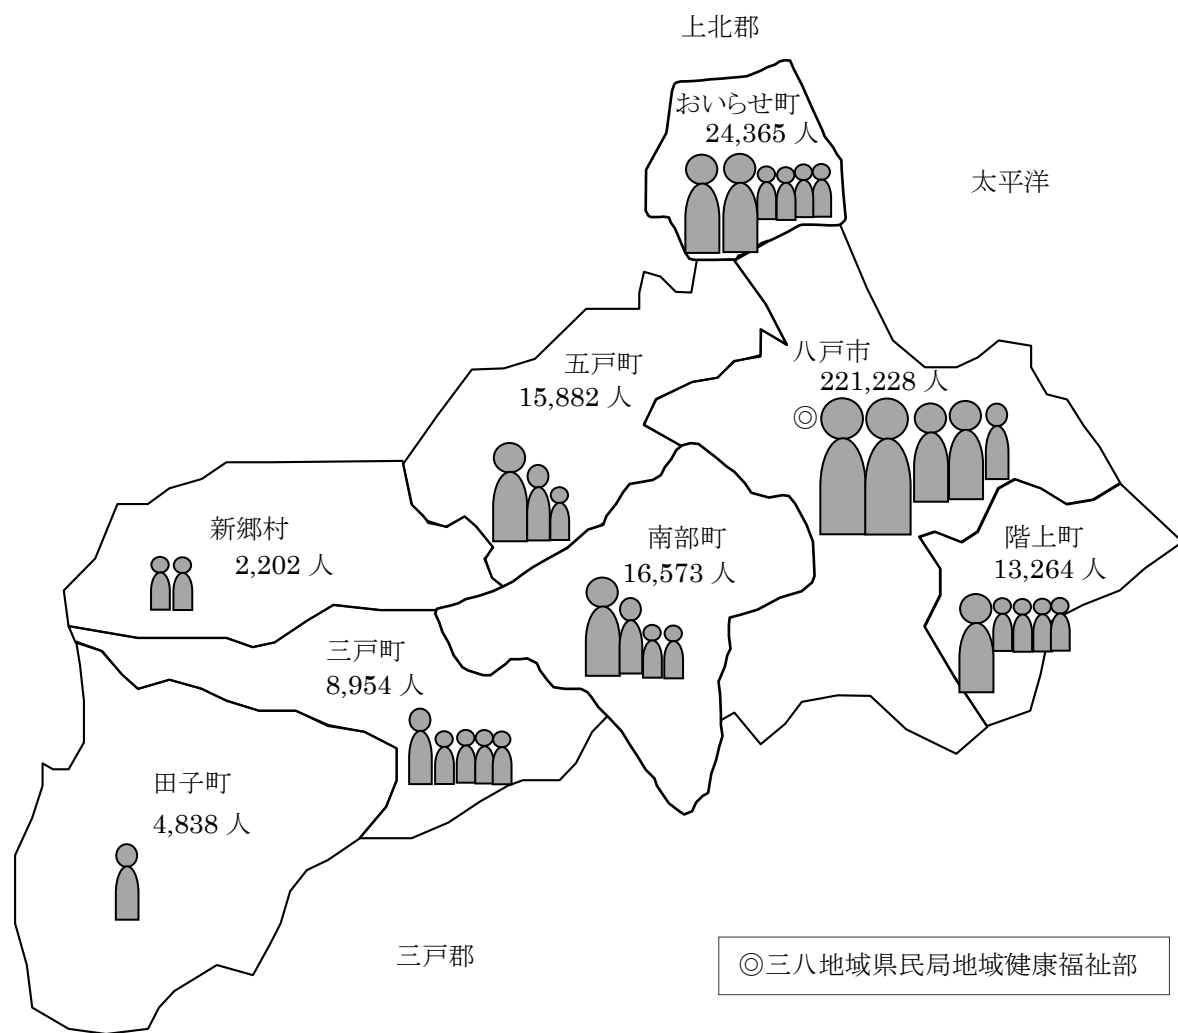 上北郡
おいらせ町
24,365 人
太平洋
八戸市
221,228 人
◎
五戸町
15,882 人
新郷村
2,202 人
南部町
16,573 人
階上町
13,264 人
三戸町
8,954 人
田子町
4,838 人
三戸郡
◎三八地域県民局地域健康福祉部